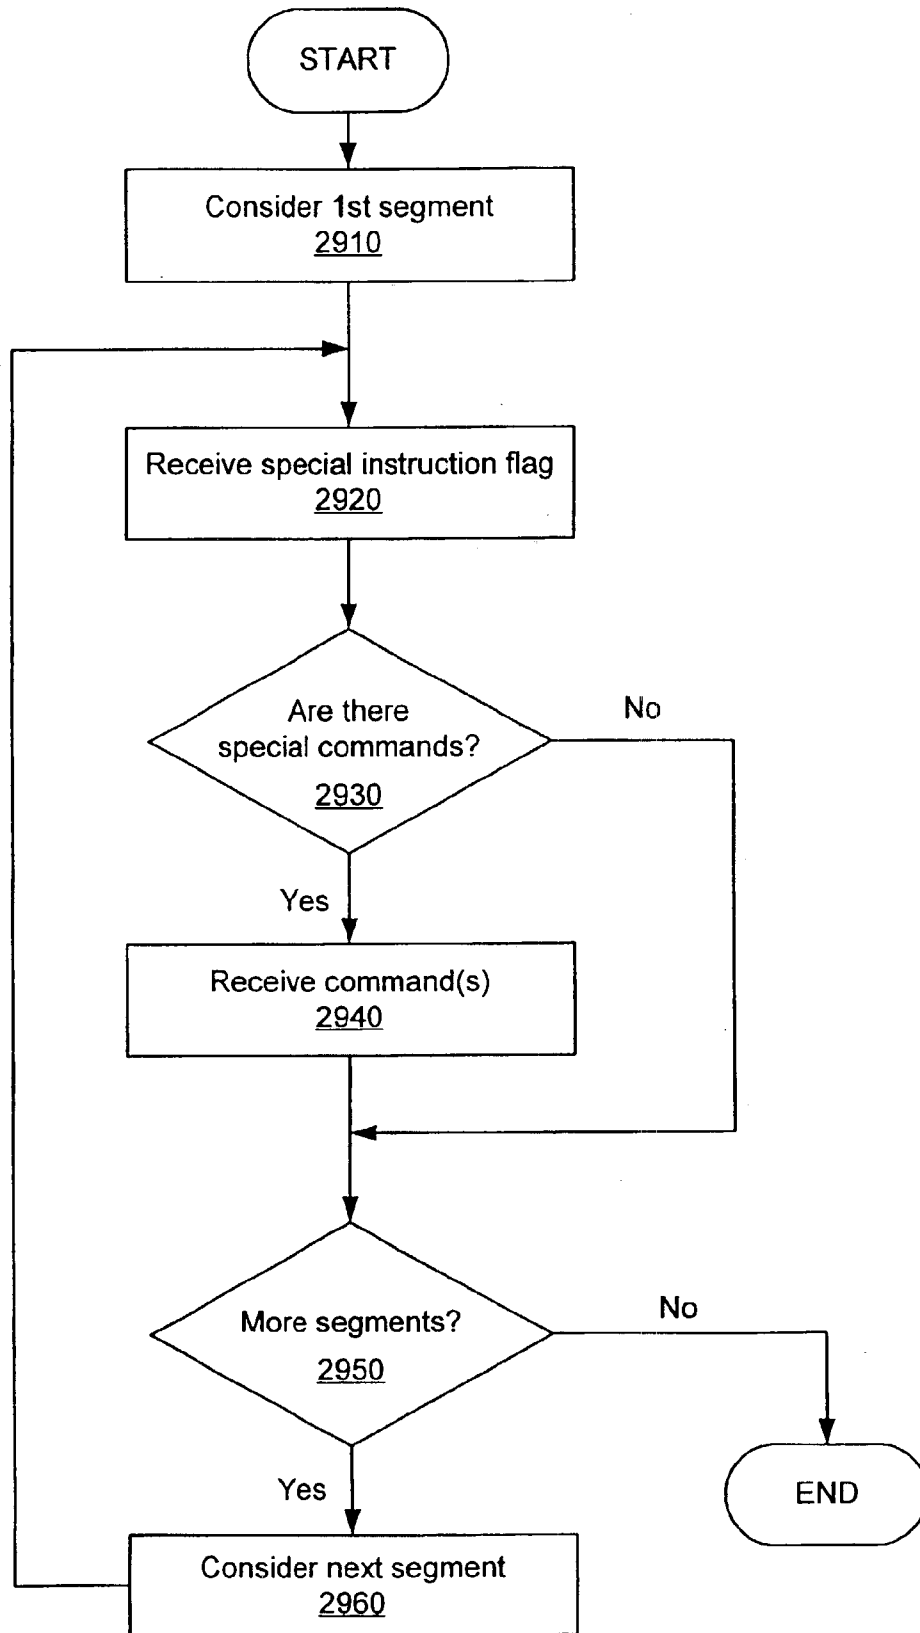 START
Consider 1st segment
2910
Receive special instruction flag
2920
Are there
special commands?
2930
No
Yes
Receive command(s)
2940
More segments?
2950
No
Yes
END
Consider next segment
2960